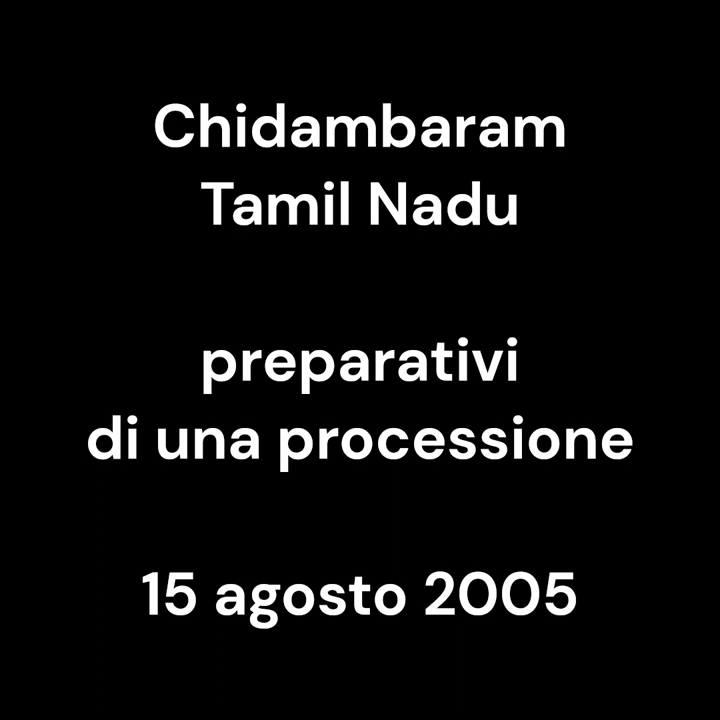 Chidambaram
Tamil Nadu
preparativi
di una processione
15 agosto 2005